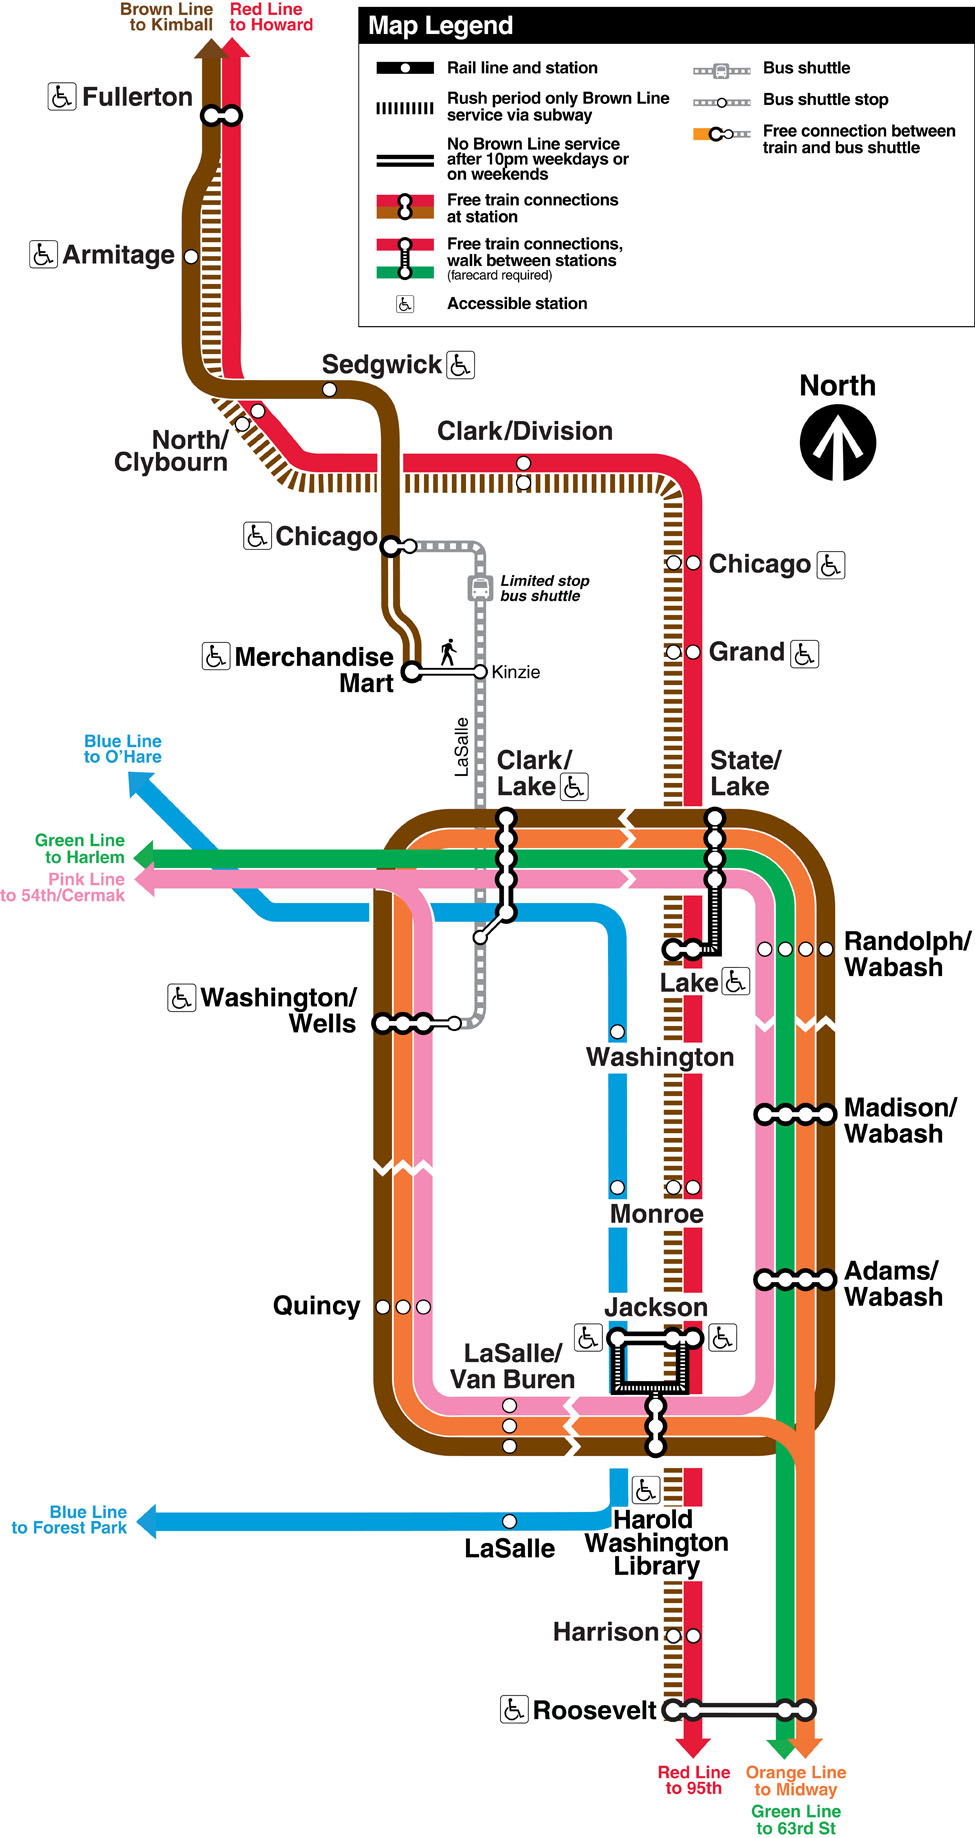 Brown Line
to Kimball
Red Line
to Howard
Map Legend
Rail line and station
Rush period only Brown Line
service via subway
No Brown Line service
after 10pm weekdays or
on weekends
Free train connections
at station
Free train connections,
walk between stations
(farecard required)
Accessible station
Bus shuttle
Bus shuttle stop
Free connection between
train and bus shuttle
Fullerton
Armitage
Sedgwick
North
North/
Clybourn
Clark/Division
Chicago
Limited stop
bus shuttle
Chicago
Merchandise
Mart
Kinzie
Grand
LaSalle
Blue Line
to O'Hare
Clark/
Lake
State/
Lake
Green Line
to Harlem
Pink Line
to 54th/Cermak
Randolph/
Wabash
Lake
Washington/
Wells
Washington
Madison/
Wabash
Monroe
Adams/
Wabash
Quincy
Jackson
LaSalle/
Van Buren
Blue Line
to Forest Park
LaSalle
Harold
Washington
Library
Harrison
Roosevelt
Red Line
to 95th
Orange Line
to Midway
Green Line
to 63rd St